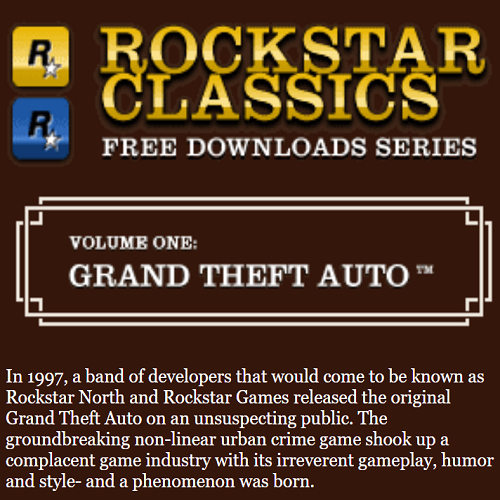 R
ROCKSTAR
R
CLASSICS
FREE DOWNLOADS SERIES
VOLUME ONE:
GRAND THEFT AUTO ™
In 1997, a band of developers that would come to be known as
Rockstar North and Rockstar Games released the original
Grand Theft Auto on an unsuspecting public. The
groundbreaking non-linear urban crime game shook up a
complacent game industry with its irreverent gameplay, humor
and style- and a phenomenon was born.